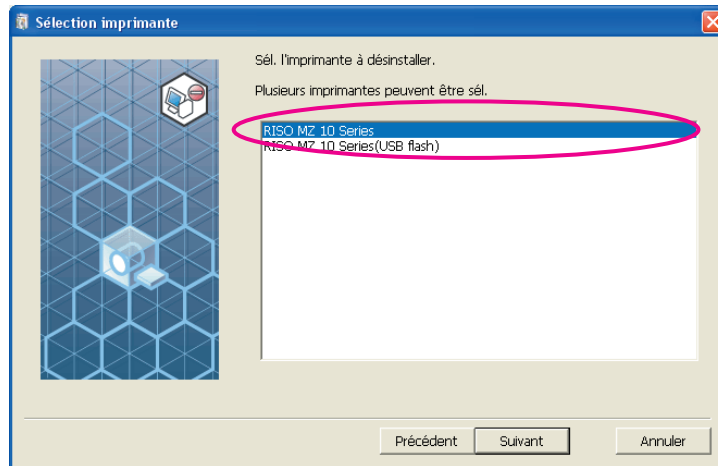 Sélection imprimante
Sél. l'imprimante à désinstaller.
Plusieurs imprimantes peuvent être sél.
RISO MZ 10 Series
RISO MZ 10 Series(USB flash)
Précédent
Suivant
Annuler